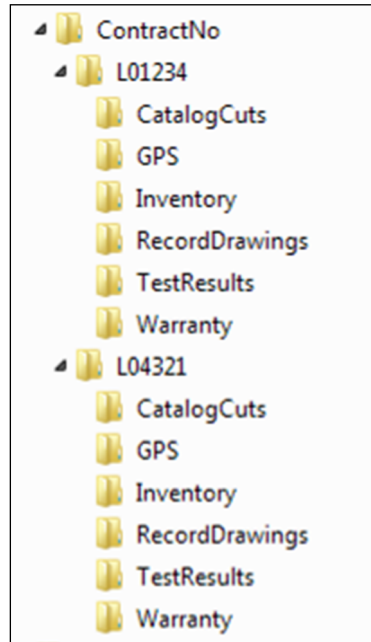 ContractNo
L01234
CatalogCuts
GPS
Inventory
RecordDrawings
TestResults
Warranty
L04321
CatalogCuts
GPS
Inventory
RecordDrawings
TestResults
Warranty